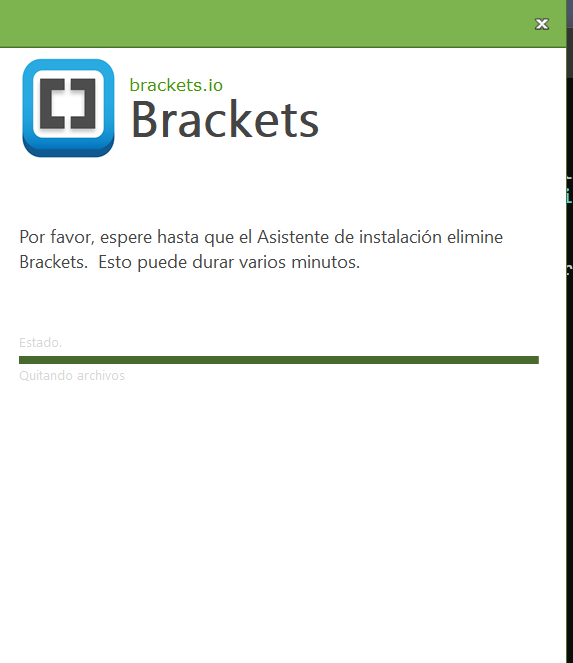 brackets.io
Brackets
Por favor, espere hasta que el Asistente de instalación elimine
Brackets.  Esto puede durar varios minutos.
Estado.
Quitando archivos